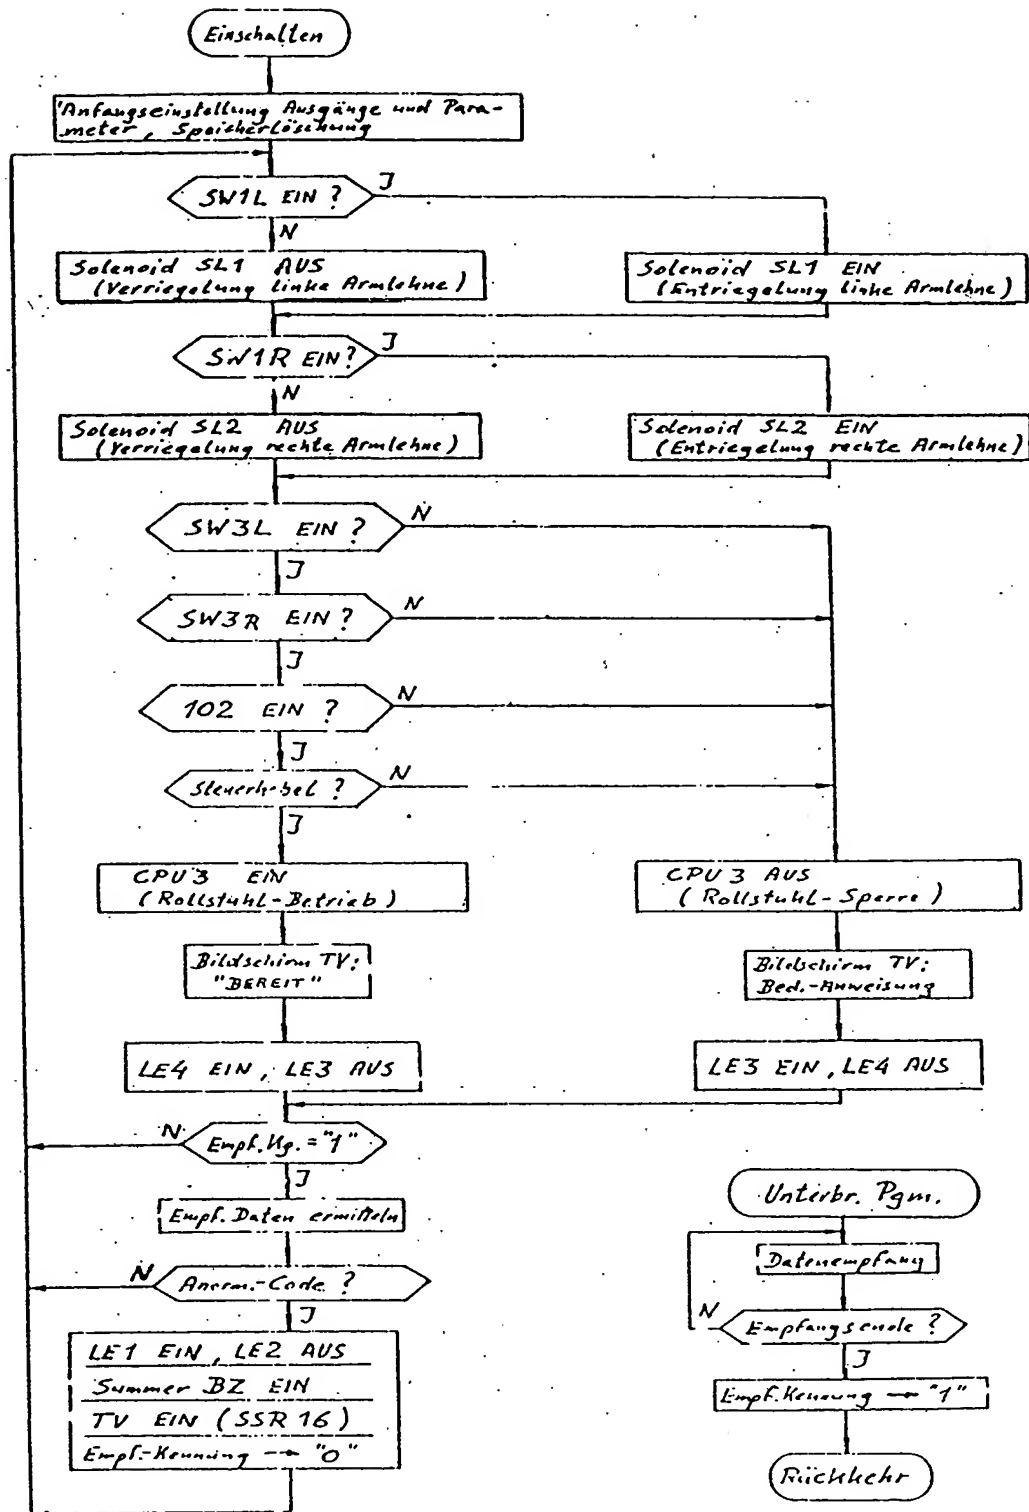 Einschalten
Anfangseinstellung Ausgänge und Para-
meter, Speicherlöschung
SW1L EIN ?
J
N
Solenoid SL1 AUS
(Verriegelung linke Armlehne)
Solenoid SL1 EIN
(Entriegelung linke Armlehne)
SW1R EIN?
J
N
Solenoid SL2 AUS
(Verriegelung rechte Armlehne)
Solenoid SL2 EIN
(Entriegelung rechte Armlehne)
SW3L EIN ?
N
J
SW3R EIN?
N
J
102 EIN ?
N
J
Steuerhebel ?
N
J
CPU3 EIN
(Rollstuhl-Betrieb)
CPU3 AUS
(Rollstuhl-Sperre)
Bildschirm TV:
"BEREIT"
Bildschirm TV:
Bed.-Anweisung
LE4 EIN, LE3 AUS
LE3 EIN, LE4 AUS
N
Empf.Kg.="1"
J
Empf. Daten ermitteln
N
Anorm.-Code ?
J
LE1 EIN, LE2 AUS
Summer BZ EIN
TV EIN (SSR 16)
Empf.-Kennung → "0"
Unterbr. Pgm.
Datenempfang
N
Empfangsende ?
J
Empf.Kennung → "1"
Rückkehr